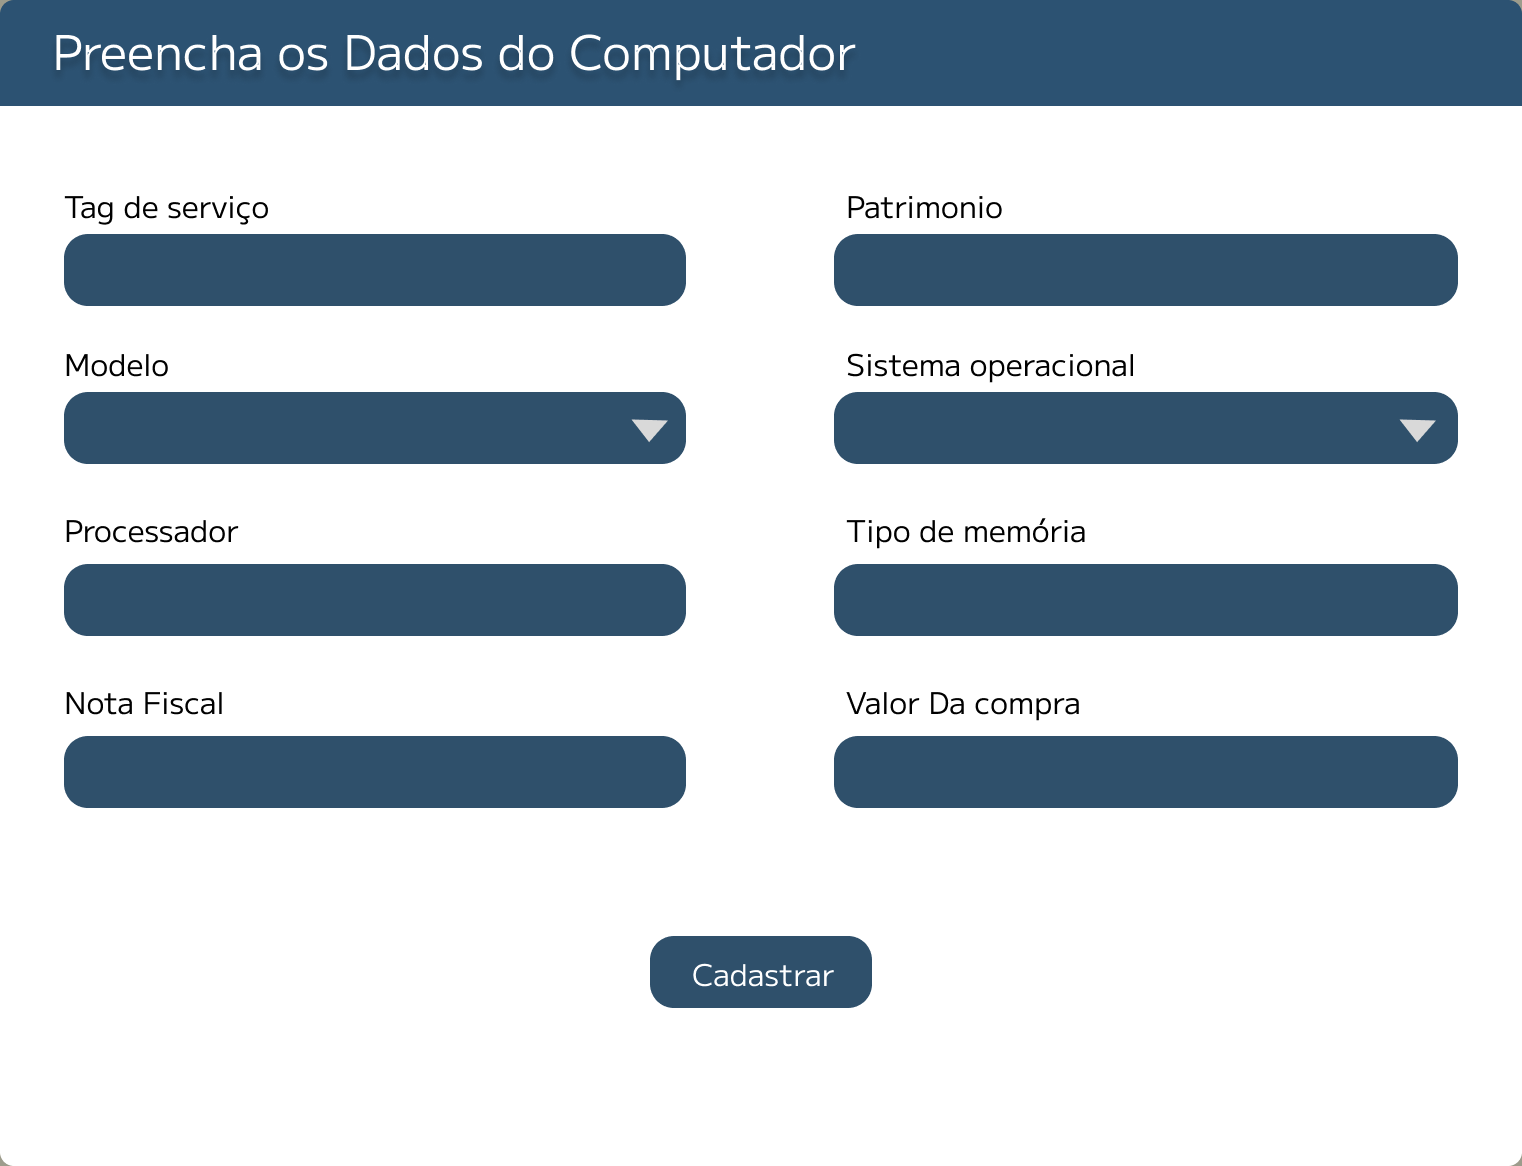 Preencha os Dados do Computador
Tag de serviço
Patrimonio
Modelo
Sistema operacional
Processador
Tipo de memória
Nota Fiscal
Valor Da compra
Cadastrar